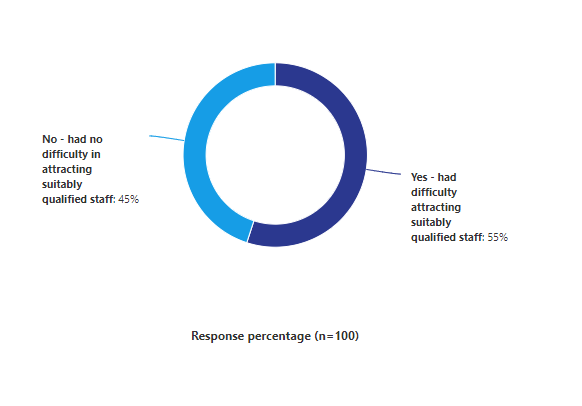 No - had no
difficulty in
attracting
suitably
qualified staff: 45%
Yes - had
difficulty
attracting
suitably
qualified staff: 55%
Response percentage (n=100)